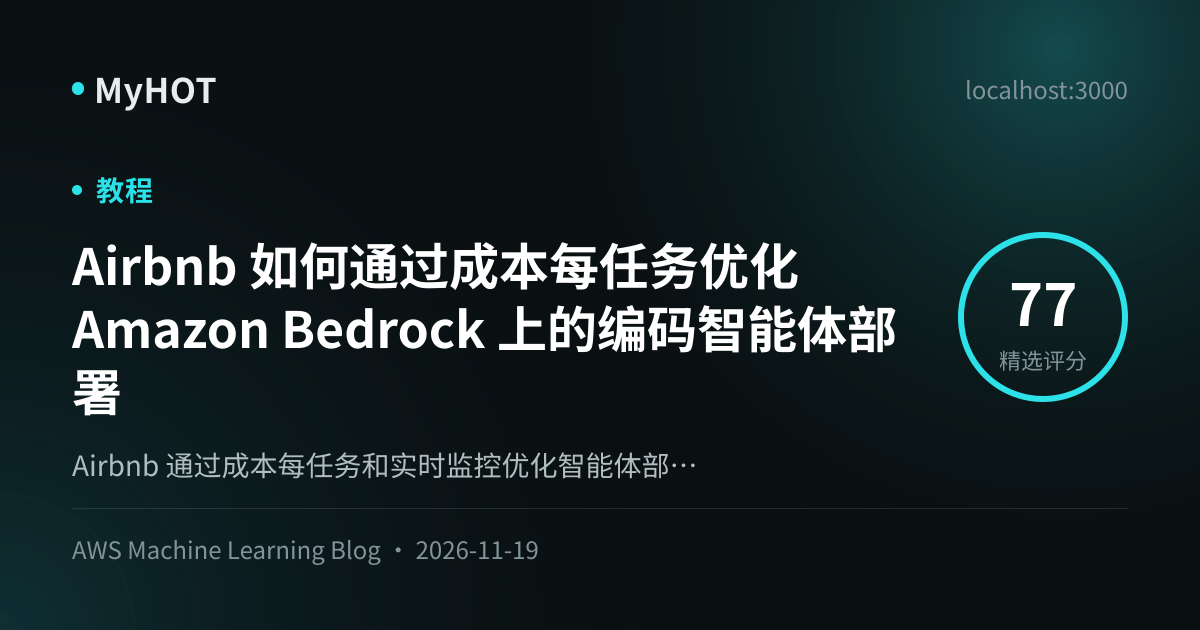 MyHOT
localhost:3000
教程
Airbnb 如何通过成本每任务优化
Amazon Bedrock 上的编码智能体部
署
77
精选评分
Airbnb 通过成本每任务和实时监控优化智能体部…
AWS Machine Learning Blog · 2026-11-19